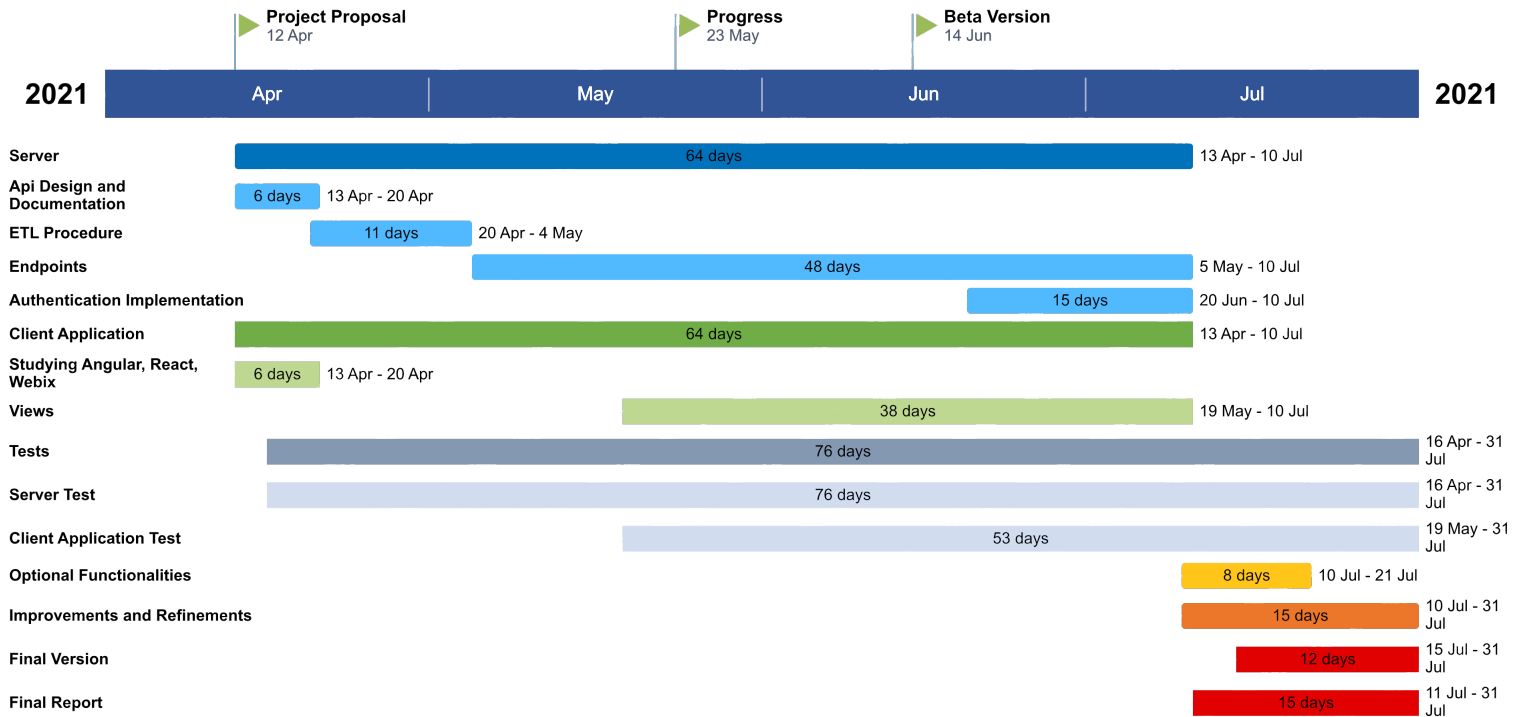 Project Proposal
12 Apr
Progress
23 May
Beta Version
14 Jun
2021
Apr
May
Jun
Jul
2021
Server
64 days
13 Apr - 10 Jul
Api Design and
Documentation
6 days
13 Apr - 20 Apr
ETL Procedure
11 days
20 Apr - 4 May
Endpoints
48 days
5 May - 10 Jul
Authentication Implementation
15 days
20 Jun - 10 Jul
Client Application
64 days
13 Apr - 10 Jul
Studying Angular, React,
Webix
6 days
13 Apr - 20 Apr
Views
38 days
19 May - 10 Jul
Tests
76 days
16 Apr - 31
Jul
Server Test
76 days
16 Apr - 31
Jul
Client Application Test
53 days
19 May - 31
Jul
Optional Functionalities
8 days
10 Jul - 21 Jul
Improvements and Refinements
15 days
10 Jul - 31
Jul
Final Version
12 days
15 Jul - 31
Jul
Final Report
15 days
11 Jul - 31
Jul